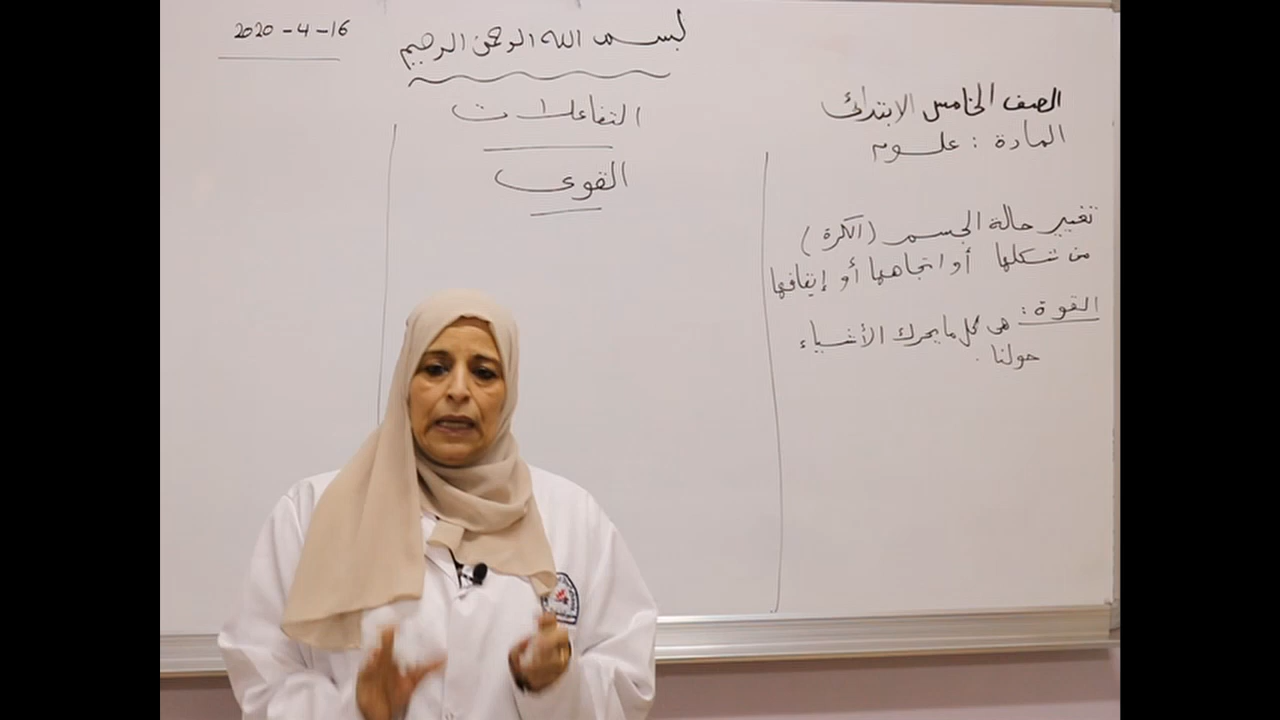 2020-4-16
بسم الله الرحمن الرحيم
التفاعلات
القوى
الصف الخامس الابتدائي
المادة : علوم
تغيير حالة الجسم (الكرة)
من شكلها أو اتجاهها أو إيقافها
القوة : هي كل ما يحرك الأشياء
حولنا .